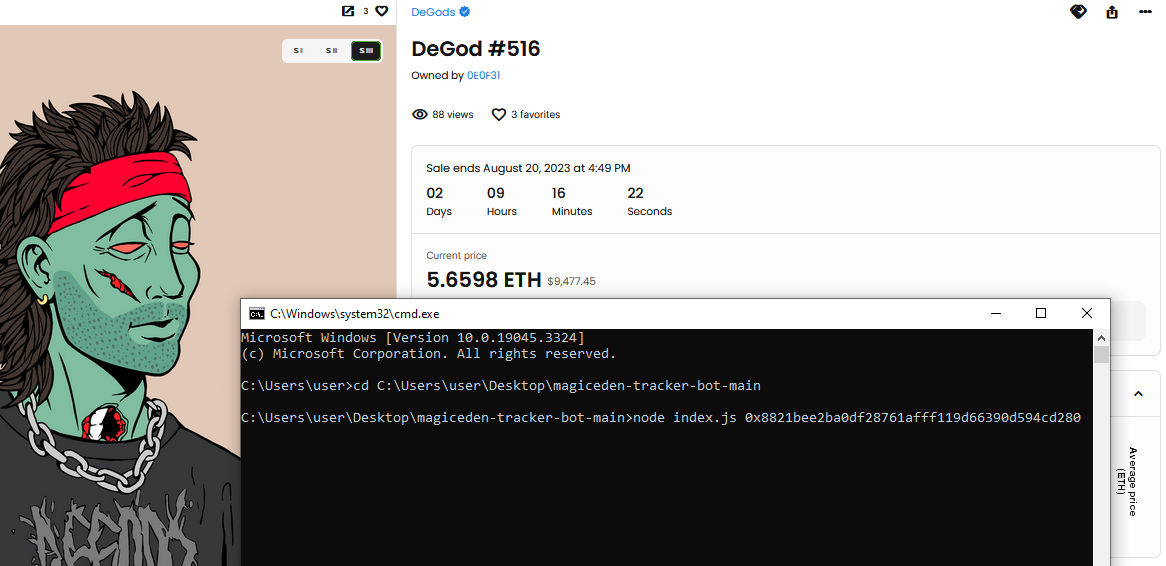 3
S I
S II
S III
DeGods
DeGod #516
Owned by 0E0F31
88 views
3 favorites
Sale ends August 20, 2023 at 4:49 PM
02 09 16 22
Days Hours Minutes Seconds
Current price
5.6598 ETH $9,477.45
C:\Windows\system32\cmd.exe
Microsoft Windows [Version 10.0.19045.3324]
(c) Microsoft Corporation. All rights reserved.
C:\Users\user>cd C:\Users\user\Desktop\magiceden-tracker-bot-main
C:\Users\user\Desktop\magiceden-tracker-bot-main>node index.js 0x8821bee2ba0df28761afff119d66390d594cd280
Average price
(ETH)